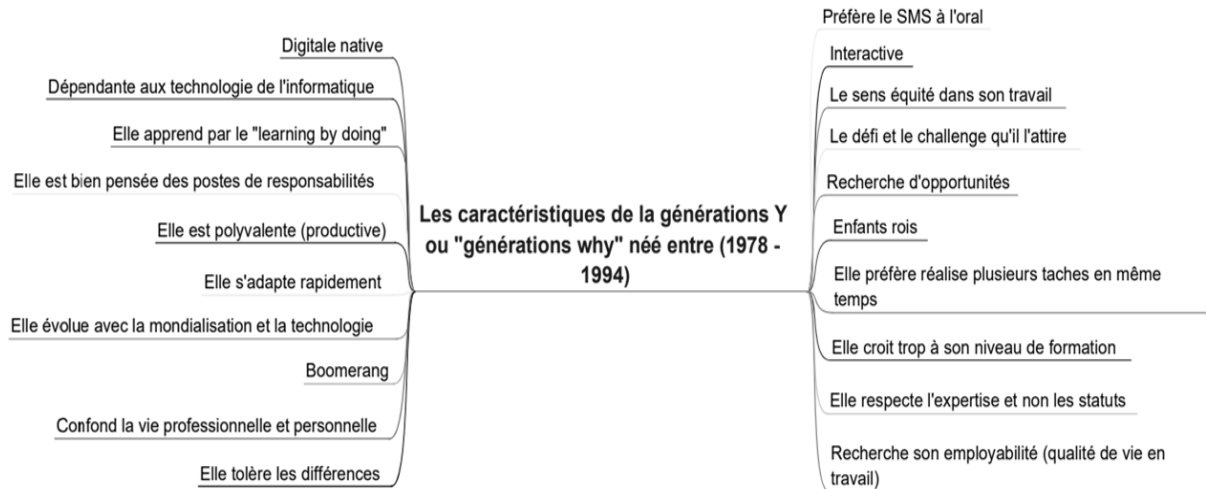 Digitale native
Dépendante aux technologie de l'informatique
Elle apprend par le "learning by doing"
Elle est bien pensée des postes de responsabilités
Elle est polyvalente (productive)
Elle s'adapte rapidement
Elle évolue avec la mondialisation et la technologie
Boomerang
Confond la vie professionnelle et personnelle
Elle tolère les différences
Les caractéristiques de la générations Y
ou "générations why" néé entre (1978 -
1994)
Préfère le SMS à l'oral
Interactive
Le sens équité dans son travail
Le défi et le challenge qu'il l'attire
Recherche d'opportunités
Enfants rois
Elle préfère réalise plusieurs taches en même
temps
Elle croit trop à son niveau de formation
Elle respecte l'expertise et non les statuts
Recherche son employabilité (qualité de vie en
travail)